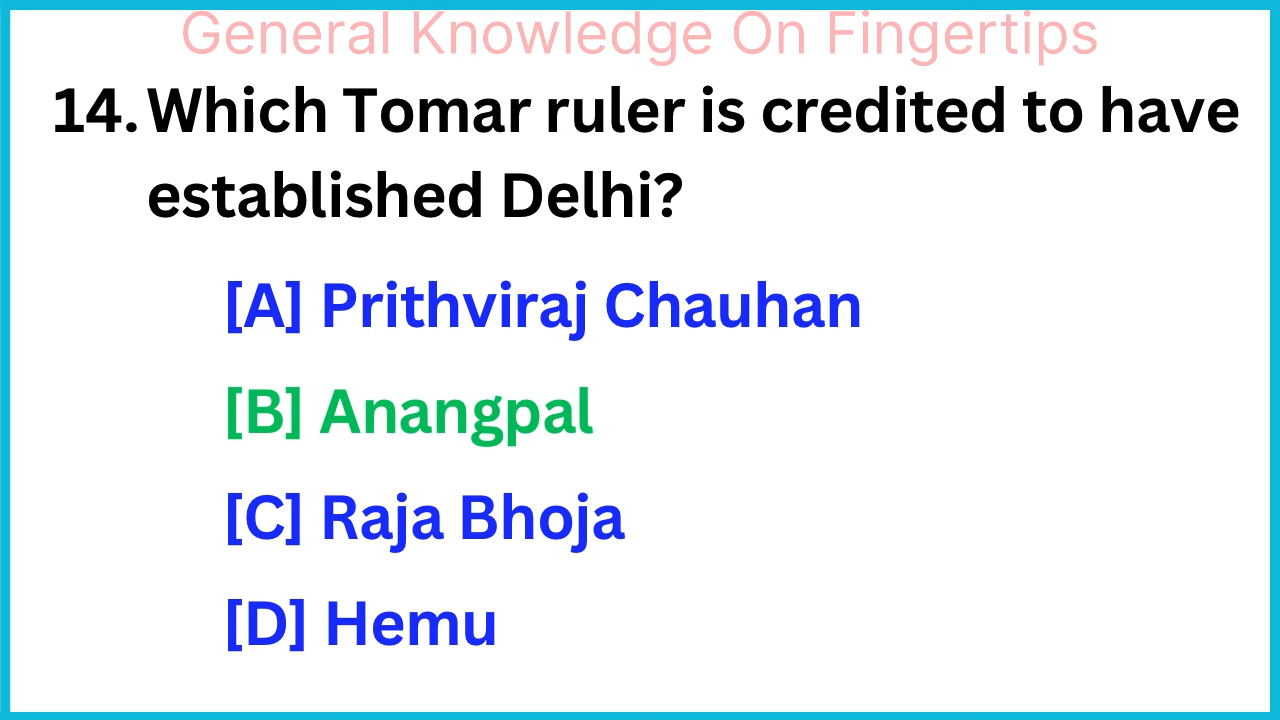 General Knowledge On Fingertips
14. Which Tomar ruler is credited to have
established Delhi?
[A] Prithviraj Chauhan
[B] Anangpal
[C] Raja Bhoja
[D] Hemu